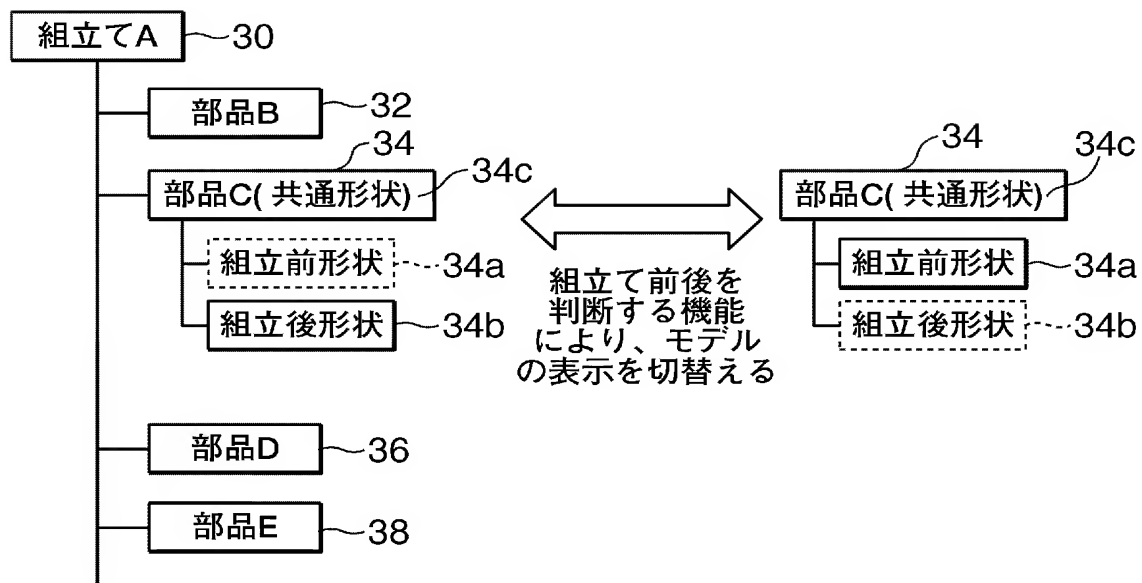 組立てA 30
部品B 32
34
部品C( 共通形状) 34c
組立前形状 34a
組立後形状 34b
部品D 36
部品E 38
組立て前後を
判断する機能
により、モデル
の表示を切替える
34
部品C( 共通形状) 34c
組立前形状 34a
組立後形状 34b